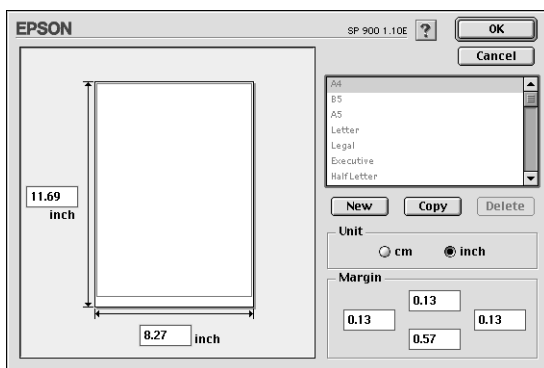 EPSON
SP 900 1.10E
?
OK
Cancel
A4
B5
A5
Letter
Legal
Executive
HalfLetter
New
Copy
Delete
Unit
cm
inch
Margin
0.13
0.13
0.13
0.57
11.69
inch
8.27 inch